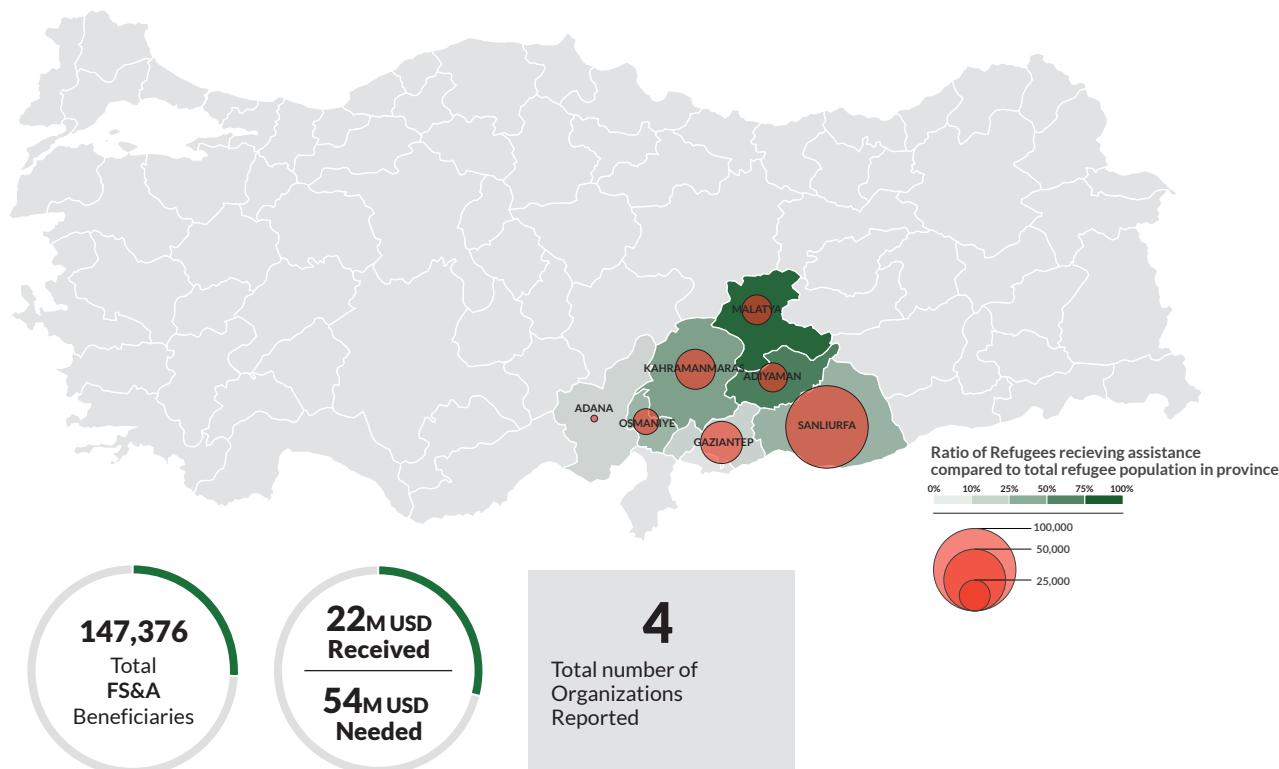 MALATYA
KAHRAMANMARAS
ADIYAMAN
ADANA
OSMANIYE
SANLIURFA
GAZIANTEP
Ratio of Refugees recieving assistance
compared to total refugee population in province
0% 10% 25% 50% 75% 100%
100,000
50,000
25,000
147,376
Total
FS&A
Beneficiaries
22M USD
Received
54M USD
Needed
4
Total number of
Organizations
Reported